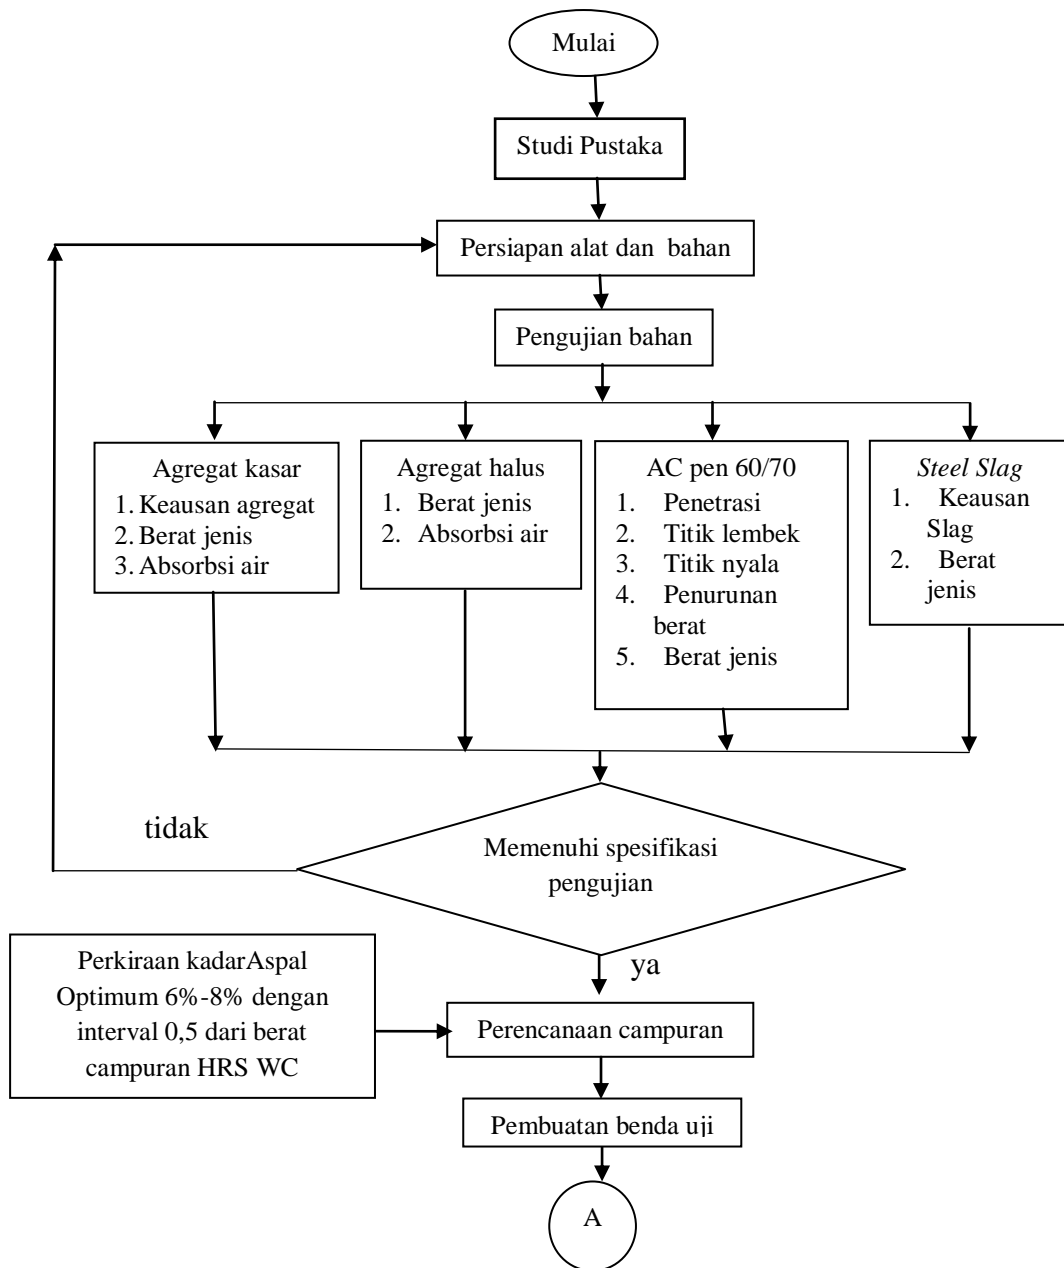 Mulai
Studi Pustaka
Persiapan alat dan bahan
Pengujian bahan
Agregat kasar
1. Keausan agregat
2. Berat jenis
3. Absorbsi air
Agregat halus
1. Berat jenis
2. Absorbsi air
AC pen 60/70
1. Penetrasi
2. Titik lembek
3. Titik nyala
4. Penurunan
berat
5. Berat jenis
Steel Slag
1. Keausan
Slag
2. Berat
jenis
tidak
Memenuhi spesifikasi
pengujian
ya
Perkiraan kadarAspal
Optimum 6%-8% dengan
interval 0,5 dari berat
campuran HRS WC
Perencanaan campuran
Pembuatan benda uji
A